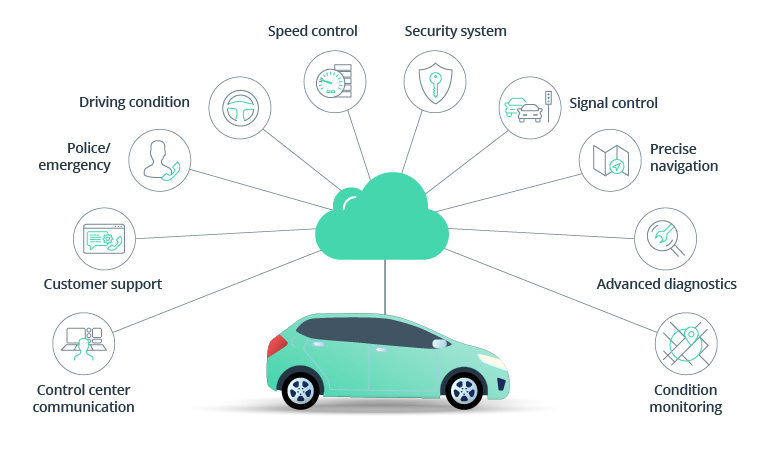 Speed control
Security system
Driving condition
Signal control
Police/
emergency
Precise
navigation
Customer support
Advanced diagnostics
Control center
communication
Condition
monitoring